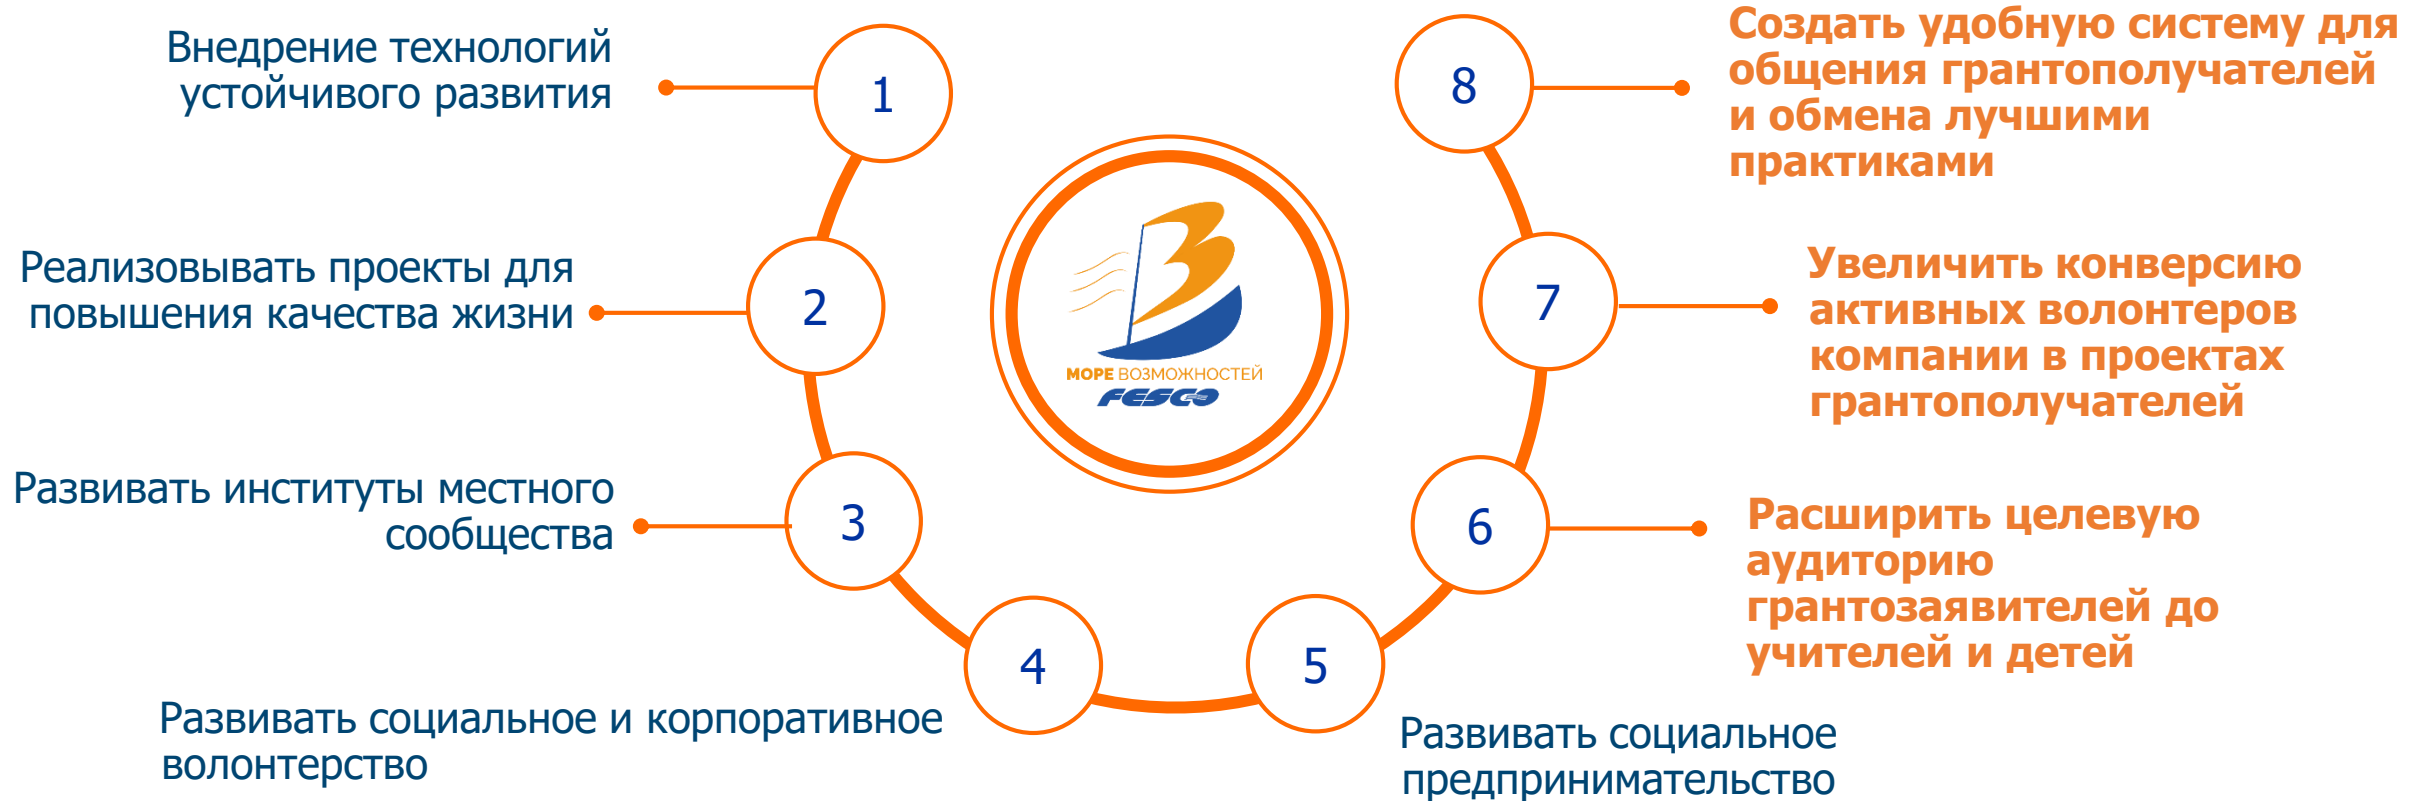 Внедрение технологий
устойчивого развития
1
Реализовывать проекты для
повышения качества жизни
2
Развивать институты местного
сообщества
3
4
Развивать социальное и корпоративное
волонтерство
5
Развивать социальное
предпринимательство
6
Расширить целевую
аудиторию
грантозаявителей до
учителей и детей
7
Увеличить конверсию
активных волонтеров
компании в проектах
грантополучателей
8
Создать удобную систему для
общения грантополучателей
и обмена лучшими
практиками
МОРЕ ВОЗМОЖНОСТЕЙ
FESCO